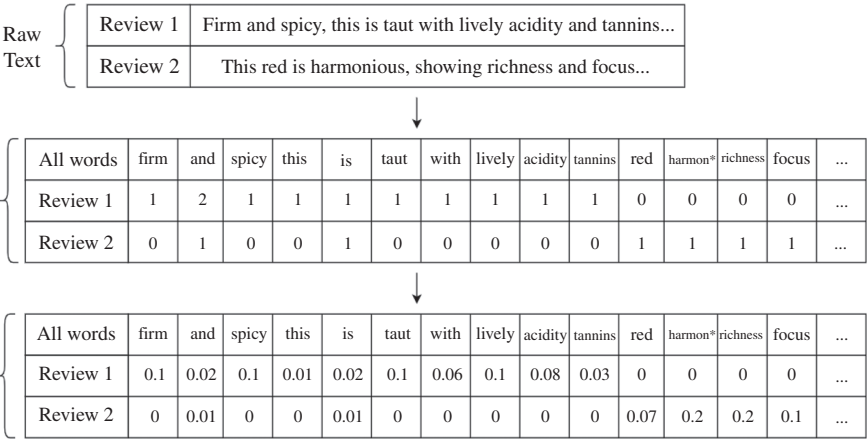 Raw Text
Review 1 Firm and spicy, this is taut with lively acidity and tannins...
Review 2 This red is harmonious, showing richness and focus...
All words firm and spicy this is taut with lively acidity tannins red harmon* richness focus ...
Review 1 1 2 1 1 1 1 1 1 1 1 0 0 0 0 ...
Review 2 0 1 0 0 1 0 0 0 0 0 1 1 1 1 ...
All words firm and spicy this is taut with lively acidity tannins red harmon* richness focus ...
Review 1 0.1 0.02 0.1 0.01 0.02 0.1 0.06 0.1 0.08 0.03 0 0 0 0 ...
Review 2 0 0.01 0 0 0.01 0 0 0 0 0 0.07 0.2 0.2 0.1 ...